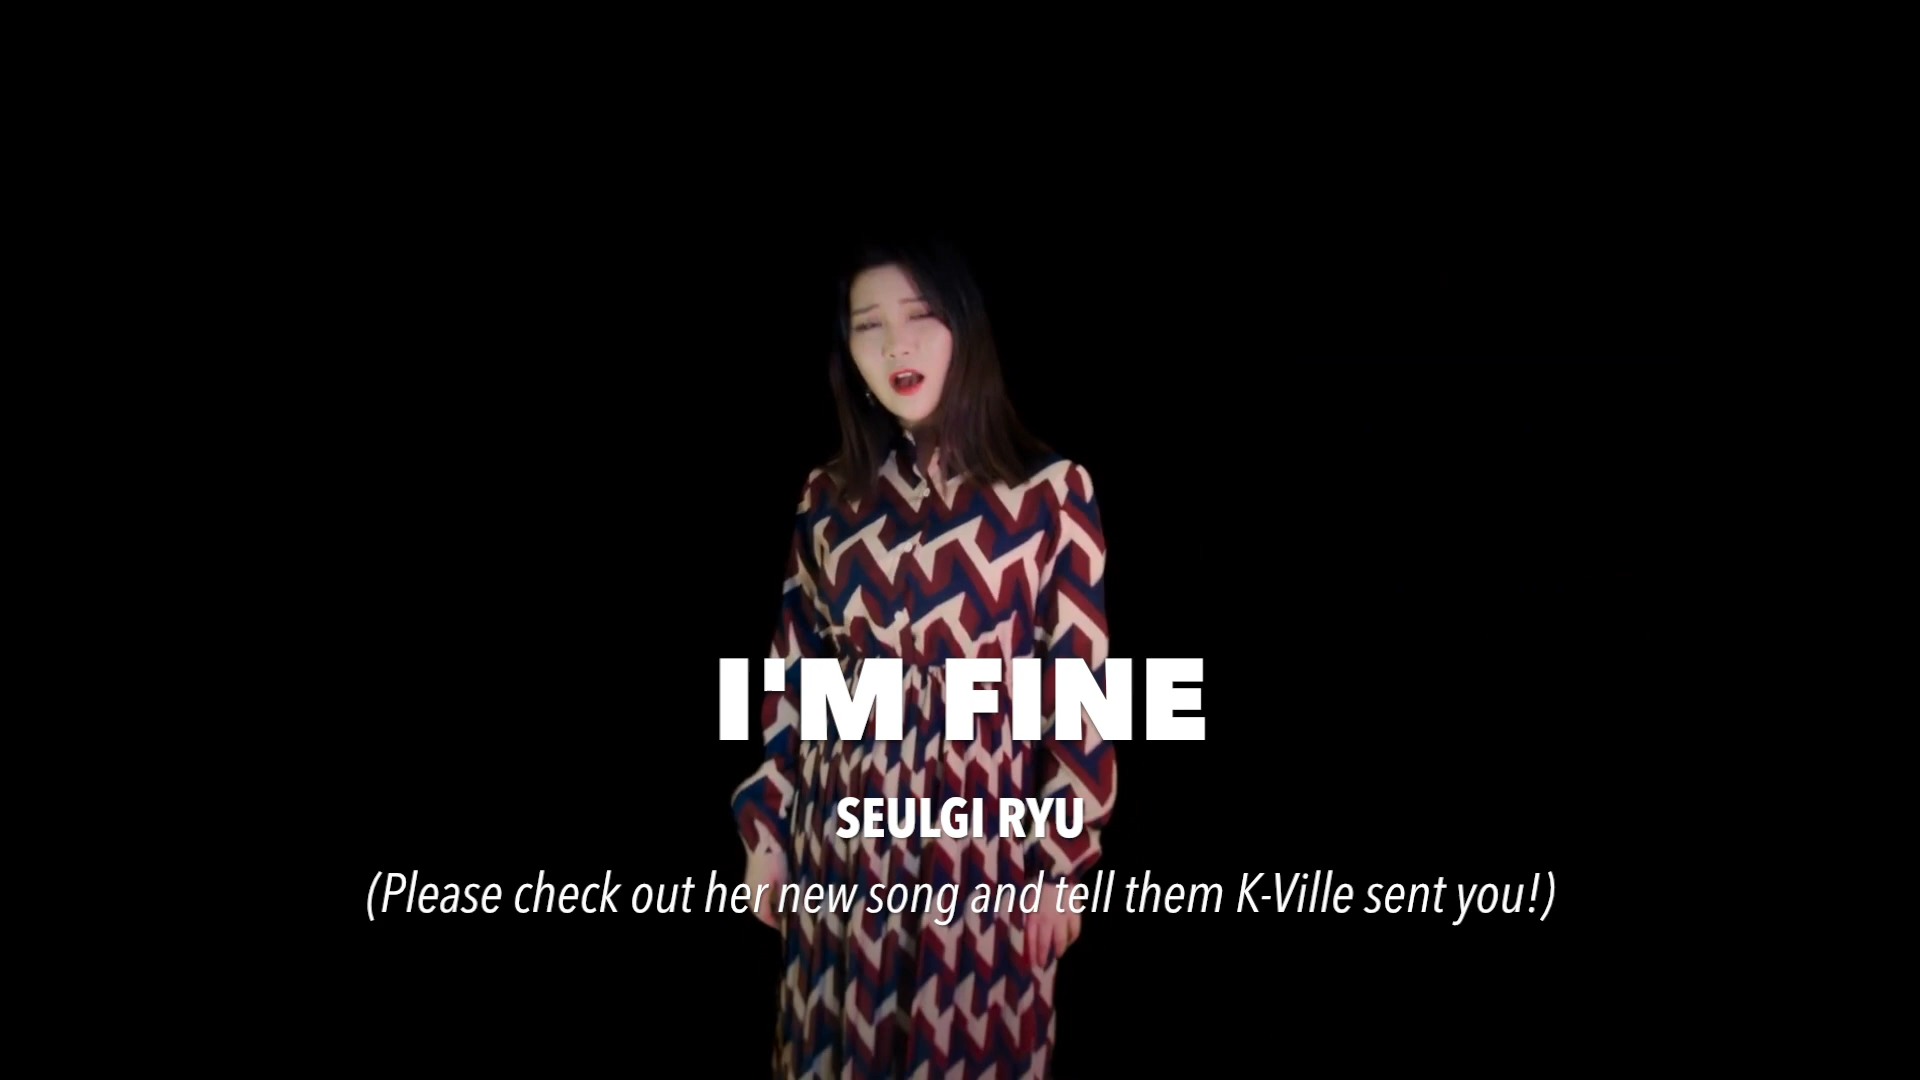 I'M FINE
SEULGI RYU
(Please check out her new song and tell them K-Ville sent you!)